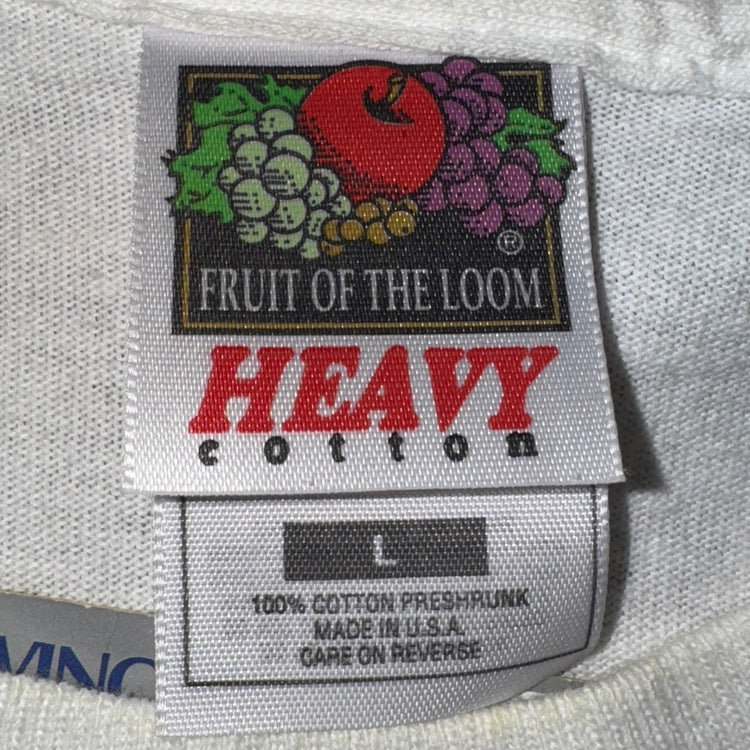 ®
FRUIT OF THE LOOM
HEAVY
cotton
L
100% COTTON PRESHRUNK
MADE IN U.S.A.
CARE ON REVERSE